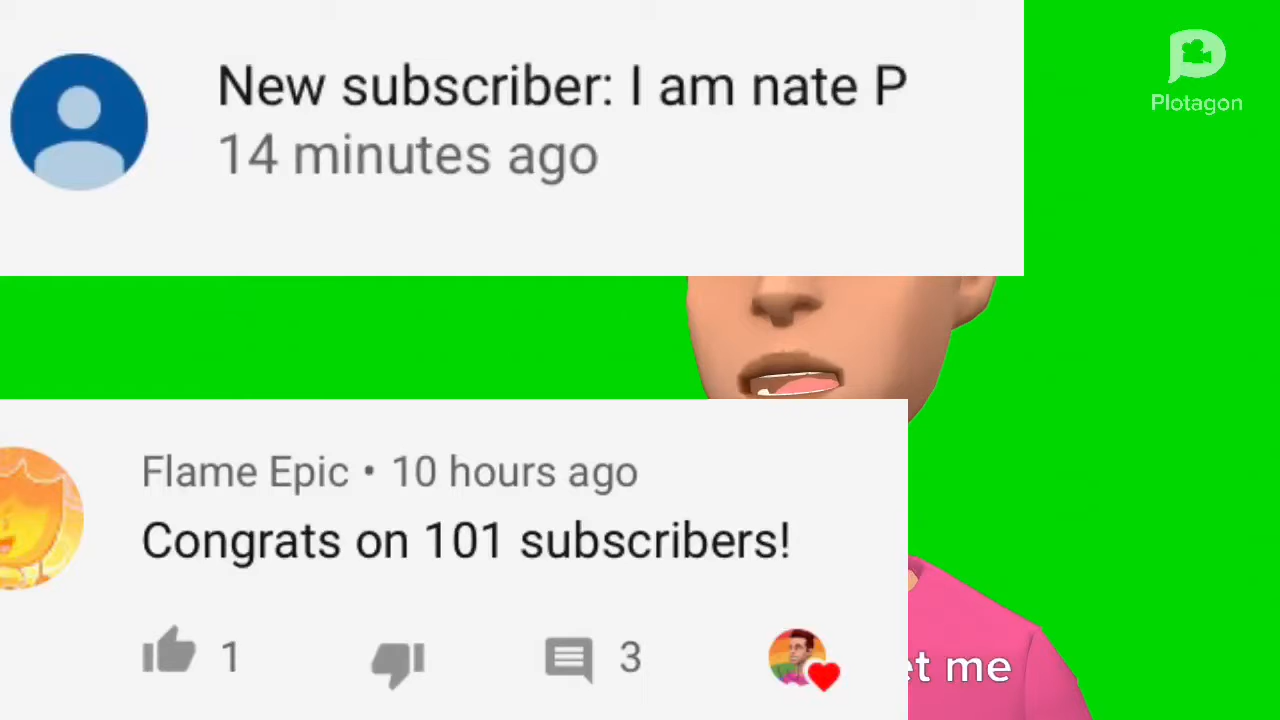 New subscriber: I am nate P
14 minutes ago
Plotagon
Flame Epic • 10 hours ago
Congrats on 101 subscribers!
1
3
me